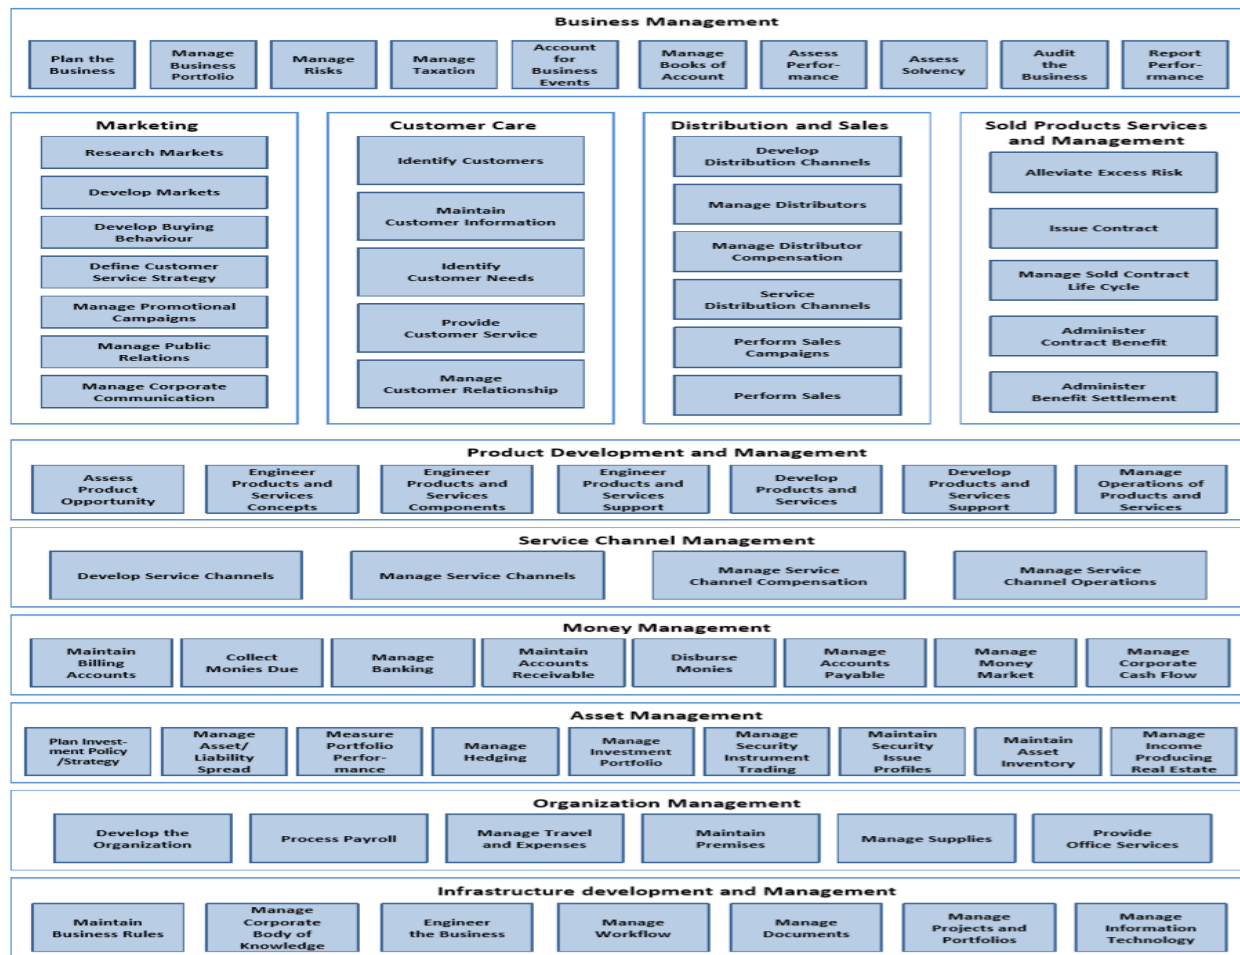 Business Management
Plan the
Business
Manage
Business
Portfolio
Manage
Risks
Manage
Taxation
Account
for
Business
Events
Manage
Books of
Account
Assess
Perfor-
mance
Assess
Solvency
Audit
the
Business
Report
Perfor-
rmance
Marketing
Research Markets
Develop Markets
Develop Buying
Behaviour
Define Customer
Service Strategy
Manage Promotional
Campaigns
Manage Public
Relations
Manage Corporate
Communication
Customer Care
Identify Customers
Maintain
Customer Information
Identify
Customer Needs
Provide
Customer Service
Manage
Customer Relationship
Distribution and Sales
Develop
Distribution Channels
Manage Distributors
Manage Distributor
Compensation
Service
Distribution Channels
Perform Sales
Campaigns
Perform Sales
Sold Products Services
and Management
Alleviate Excess Risk
Issue Contract
Manage Sold Contract
Life Cycle
Administer
Contract Benefit
Administer
Benefit Settlement
Product Development and Management
Assess
Product
Opportunity
Engineer
Products and
Services
Concepts
Engineer
Products and
Services
Components
Engineer
Products and
Services
Support
Develop
Products and
Services
Develop
Products and
Services
Support
Manage
Operations of
Products and
Services
Service Channel Management
Develop Service Channels
Manage Service Channels
Manage Service
Channel Compensation
Manage Service
Channel Operations
Money Management
Maintain
Billing
Accounts
Collect
Monies Due
Manage
Banking
Maintain
Accounts
Receivable
Disburse
Monies
Manage
Accounts
Payable
Manage
Money
Market
Manage
Corporate
Cash Flow
Asset Management
Plan Invest-
ment Policy
/Strategy
Manage
Asset/
Liability
Spread
Measure
Portfolio
Perfor-
mance
Manage
Hedging
Manage
Investment
Portfolio
Manage
Security
Instrument
Trading
Maintain
Security
Issue
Profiles
Maintain
Asset
Inventory
Manage
Income
Producing
Real Estate
Organization Management
Develop the
Organization
Process Payroll
Manage Travel
and Expenses
Maintain
Premises
Manage Supplies
Provide
Office Services
Infrastructure development and Management
Maintain
Business Rules
Manage
Corporate
Body of
Knowledge
Engineer
the Business
Manage
Workflow
Manage
Documents
Manage
Projects and
Portfolios
Manage
Information
Technology